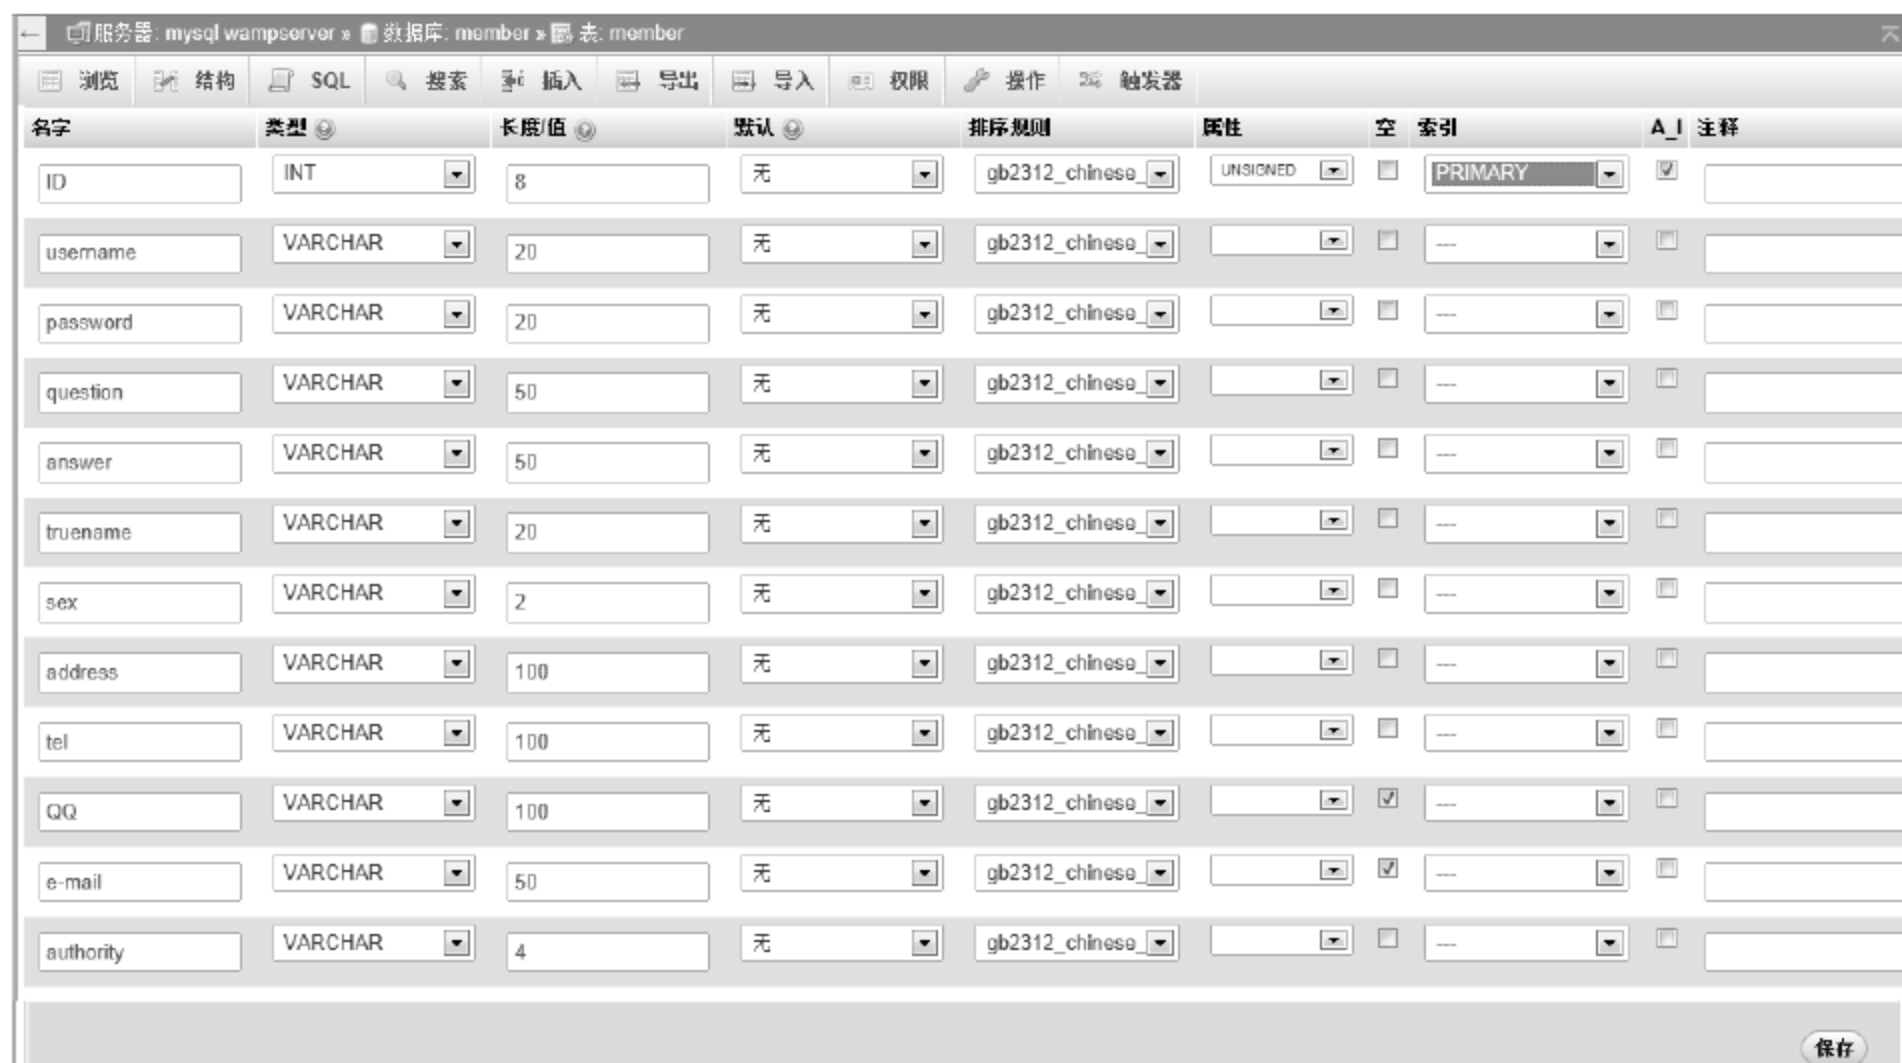 ← 服务器: mysql wampserver » 数据库: member » 表: member
浏览 结构 SQL 搜索 插入 导出 导入 权限 操作 触发器
名字 类型 长度/值 默认 排序规则 属性 空 索引 A_I 注释
ID INT 8 无 gb2312_chinese_ UNSIGNED PRIMARY
username VARCHAR 20 无 gb2312_chinese_ ---
password VARCHAR 20 无 gb2312_chinese_ ---
question VARCHAR 50 无 gb2312_chinese_ ---
answer VARCHAR 50 无 gb2312_chinese_ ---
truename VARCHAR 20 无 gb2312_chinese_ ---
sex VARCHAR 2 无 gb2312_chinese_ ---
address VARCHAR 100 无 gb2312_chinese_ ---
tel VARCHAR 100 无 gb2312_chinese_ ---
QQ VARCHAR 100 无 gb2312_chinese_ ---
e-mail VARCHAR 50 无 gb2312_chinese_ ---
authority VARCHAR 4 无 gb2312_chinese_ ---
保存